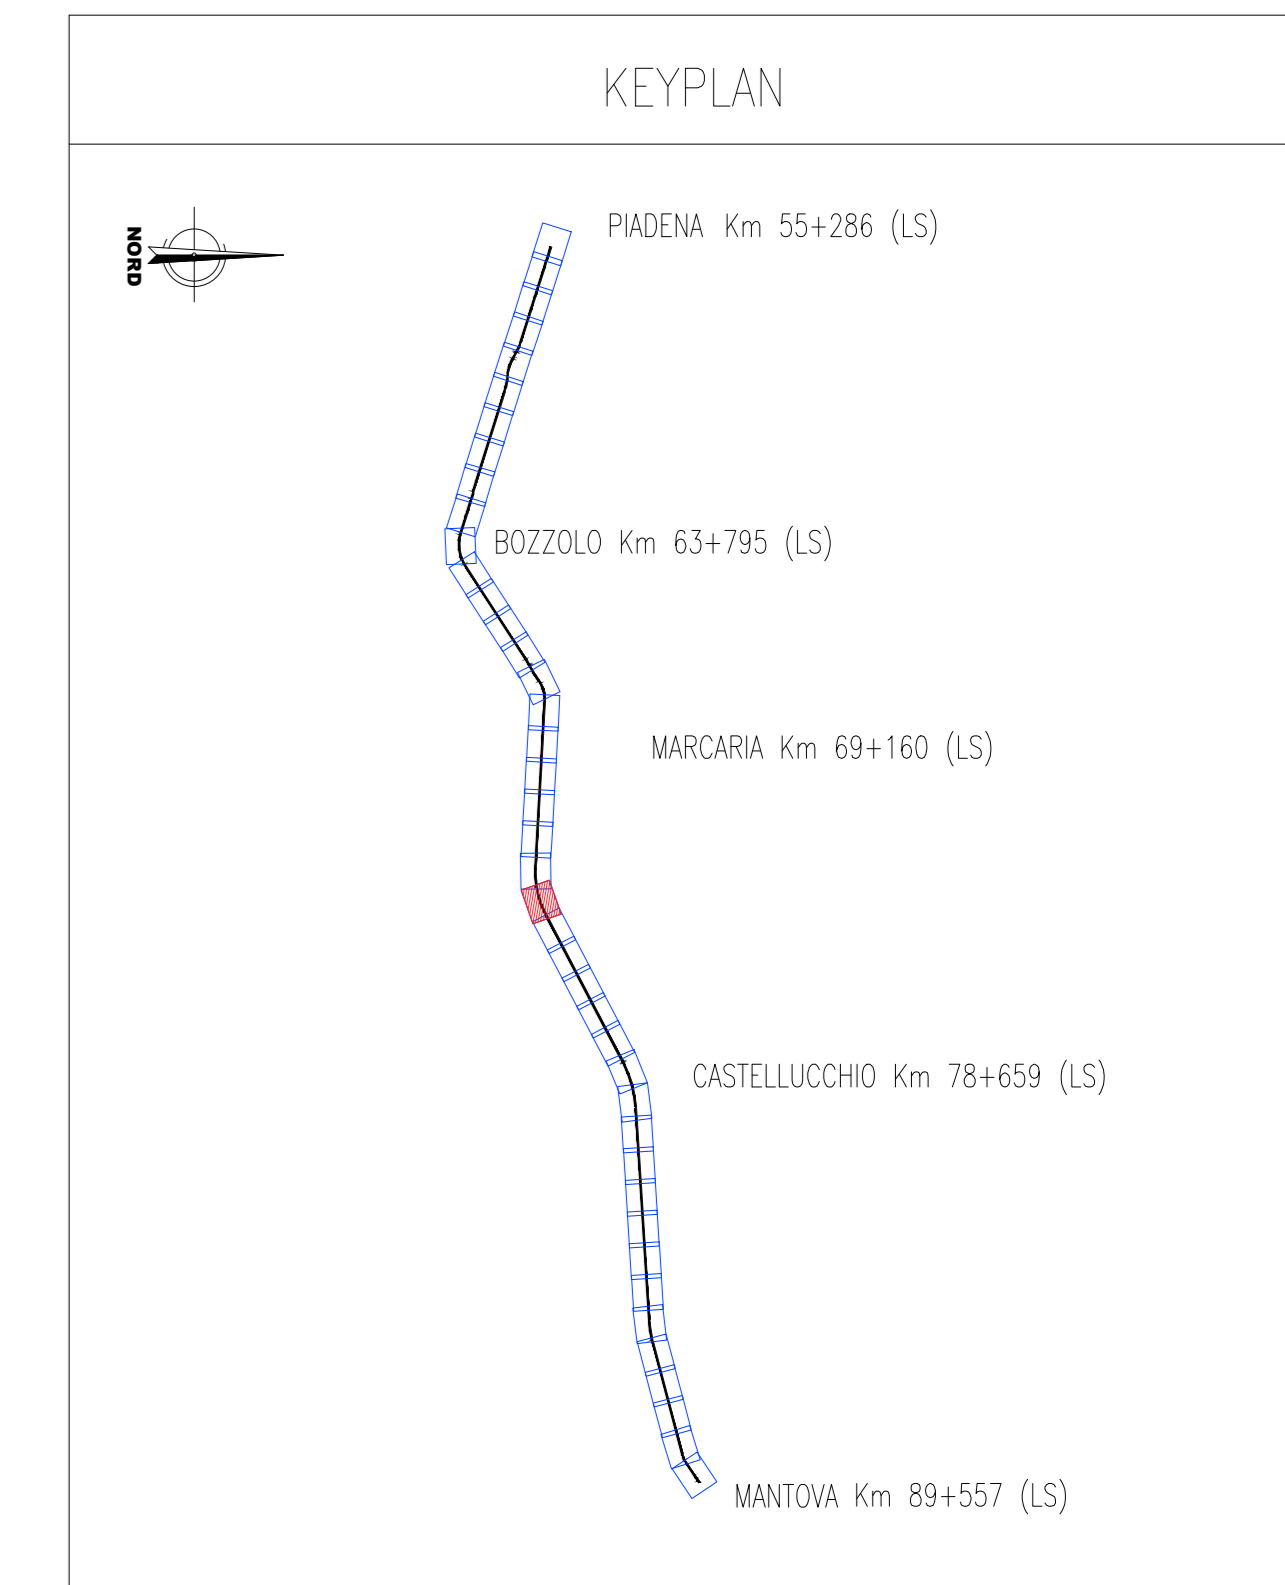 KEYPLAN
NORD
PIADENA Km 55+286 (LS)
BOZZOLO Km 63+795 (LS)
MARCARIA Km 69+160 (LS)
CASTELLUCCHIO Km 78+659 (LS)
MANTOVA Km 89+557 (LS)